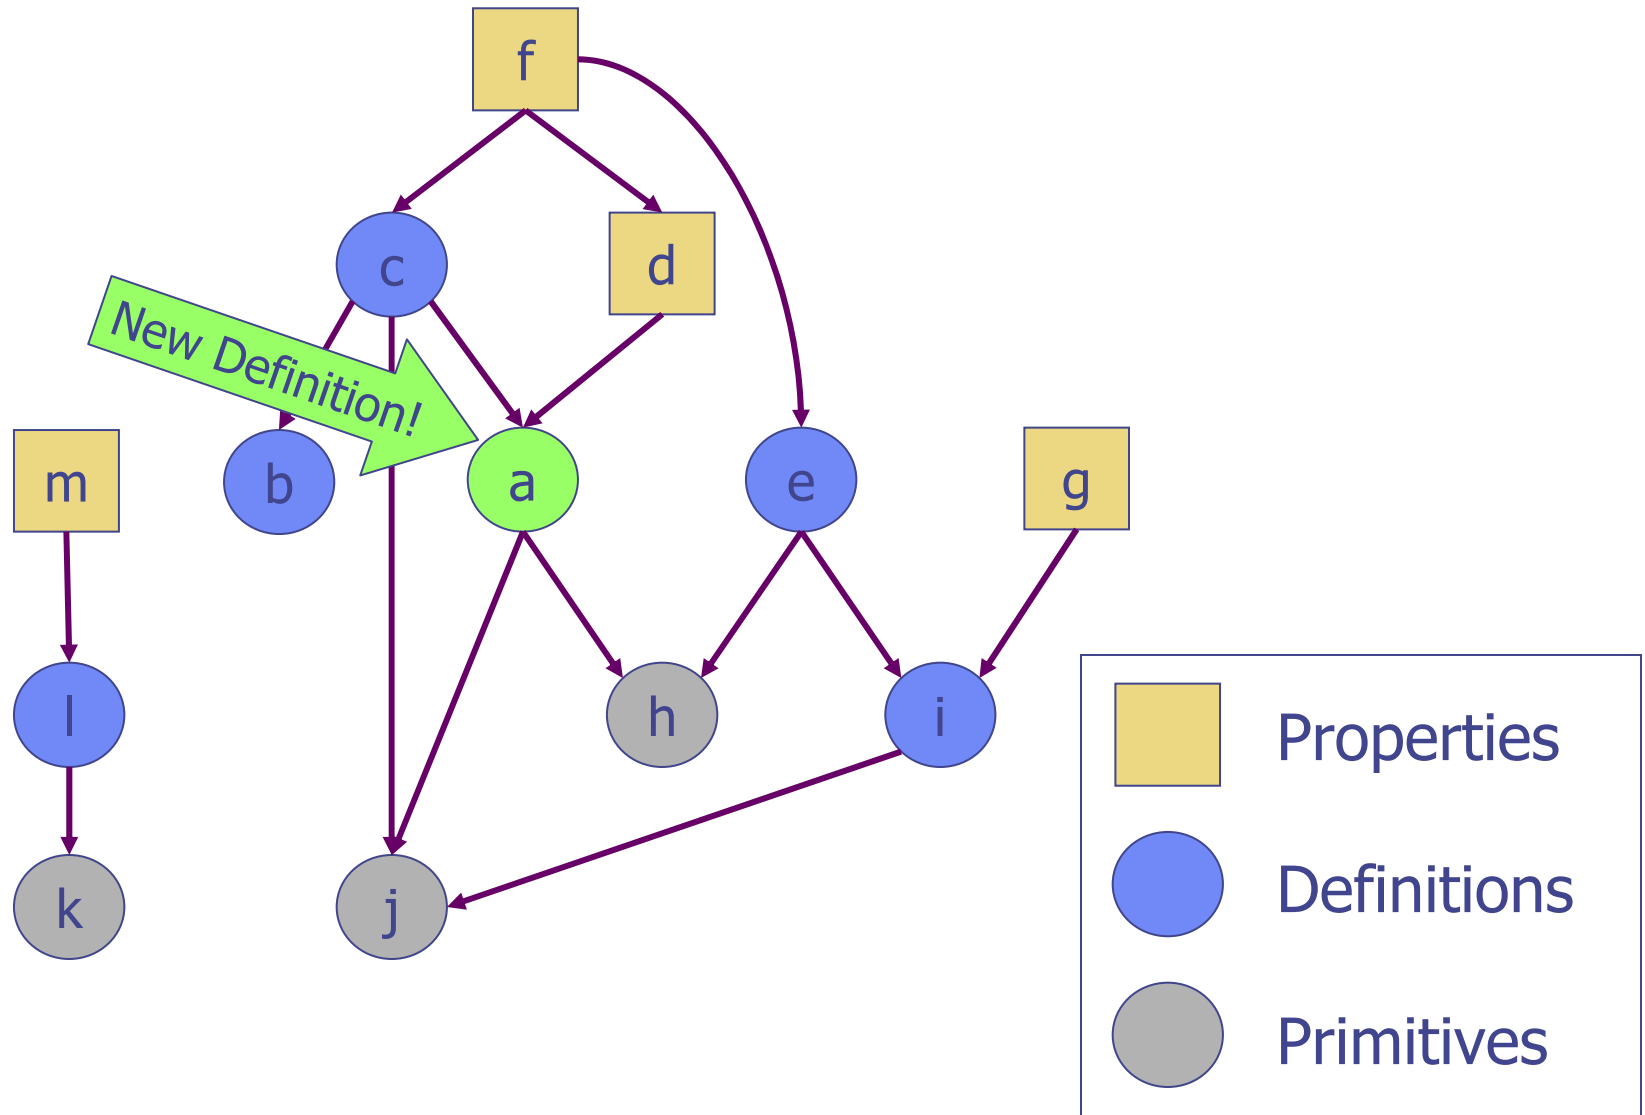 f
c
d
New Definition!
m
b
a
e
g
l
h
i
k
j
Properties
Definitions
Primitives